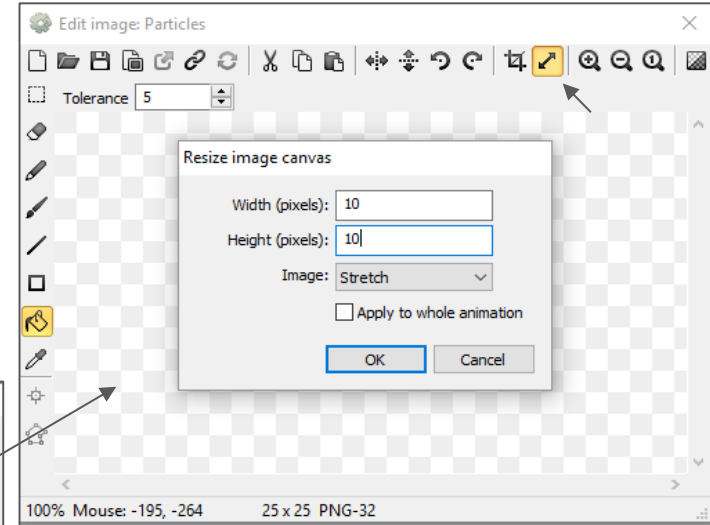 Edit image: Particles
Tolerance 5
Resize image canvas
Width (pixels): 10
Height (pixels): 10
Image: Stretch
Apply to whole animation
OK Cancel
100% Mouse: -195, -264 25 x 25 PNG-32